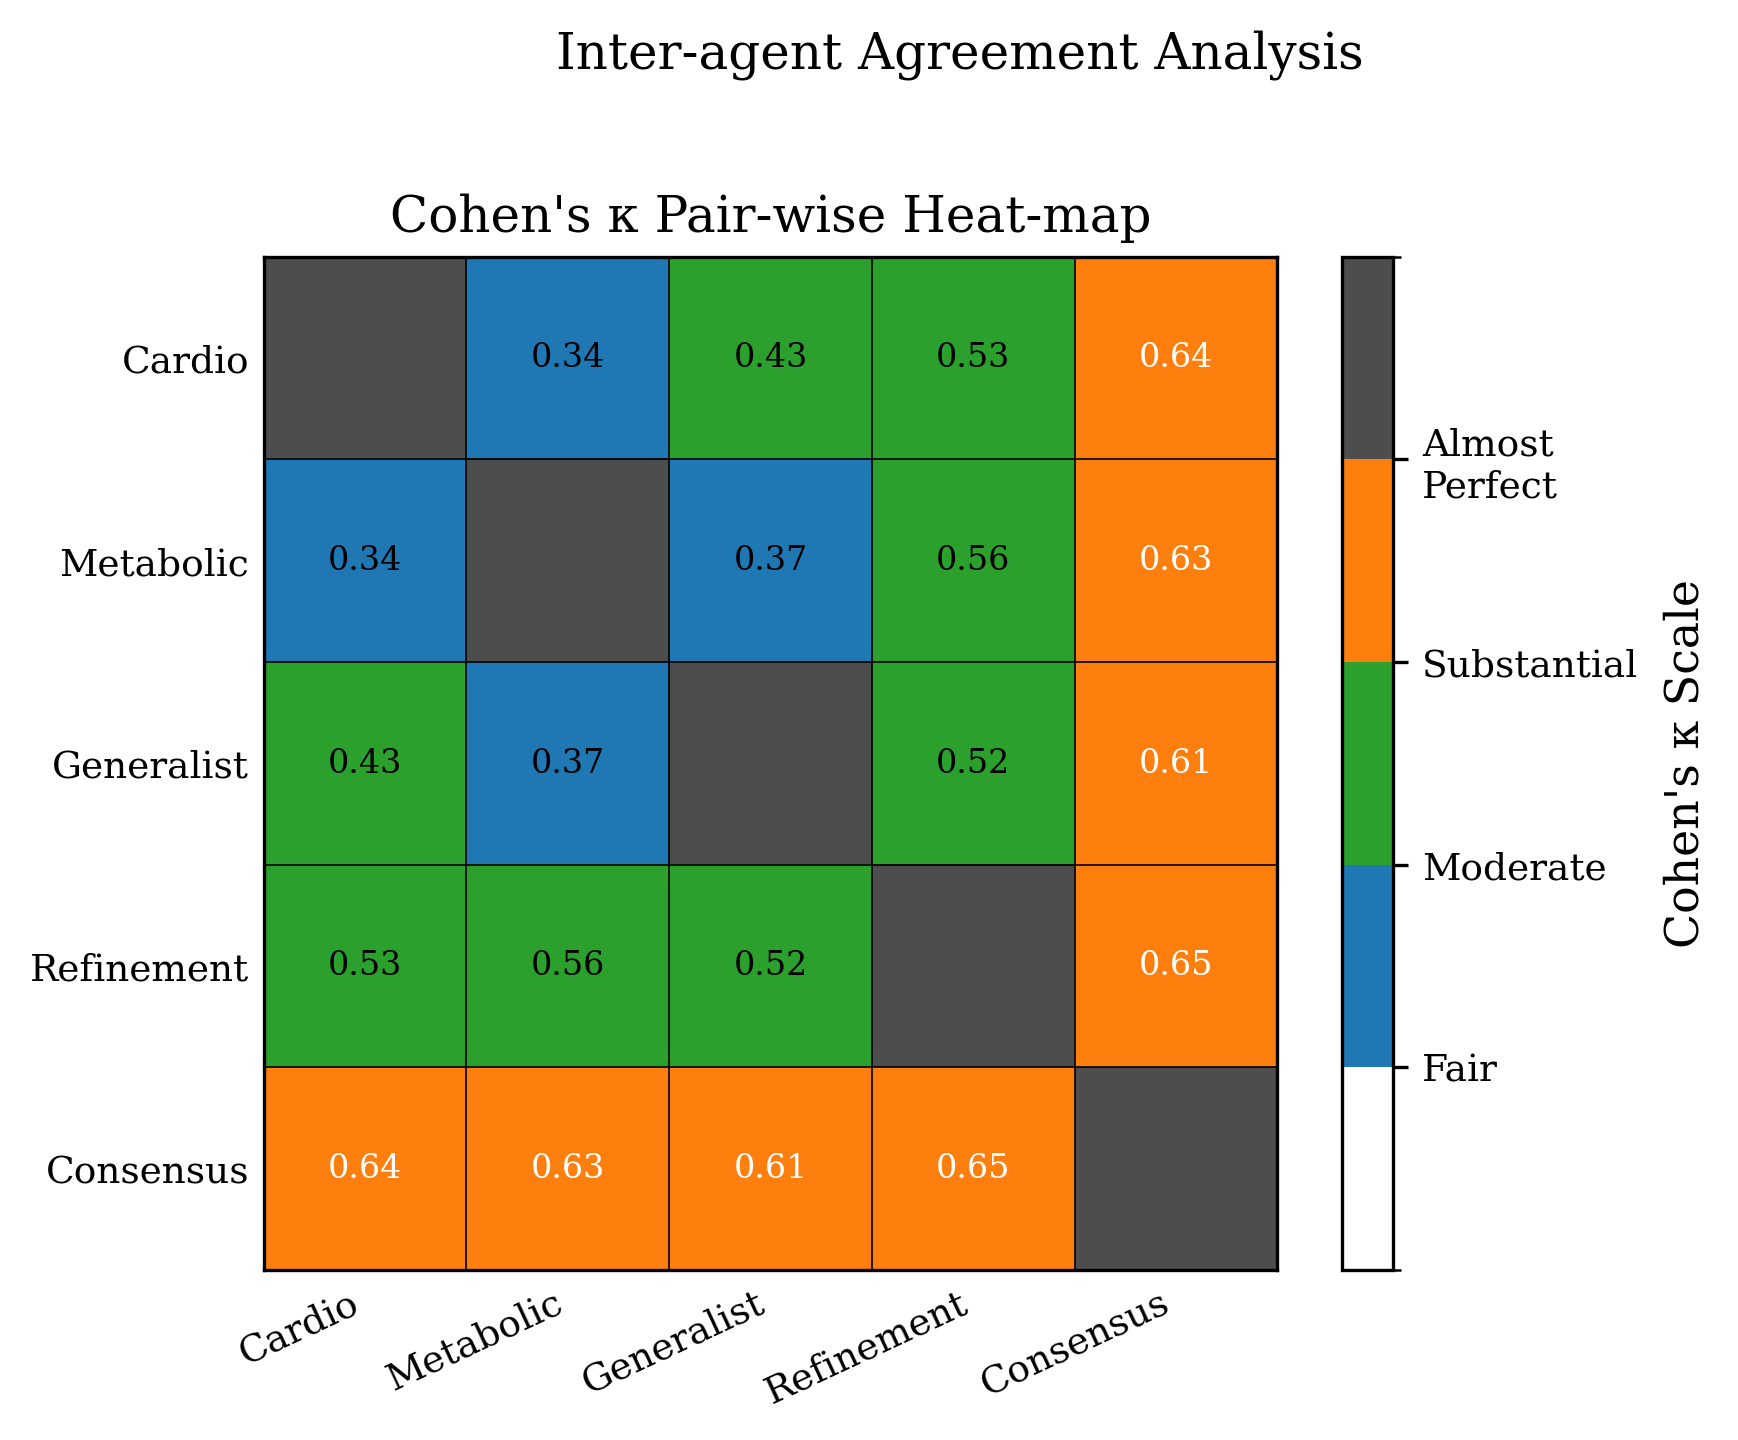 Inter-agent Agreement Analysis
Cohen's κ Pair-wise Heat-map
Cardio 0.34 0.43 0.53 0.64
Metabolic 0.34 0.37 0.56 0.63
Generalist 0.43 0.37 0.52 0.61
Refinement 0.53 0.56 0.52 0.65
Consensus 0.64 0.63 0.61 0.65
Cardio Metabolic Generalist Refinement Consensus
Almost
Perfect
Substantial
Moderate
Fair
Cohen's κ Scale